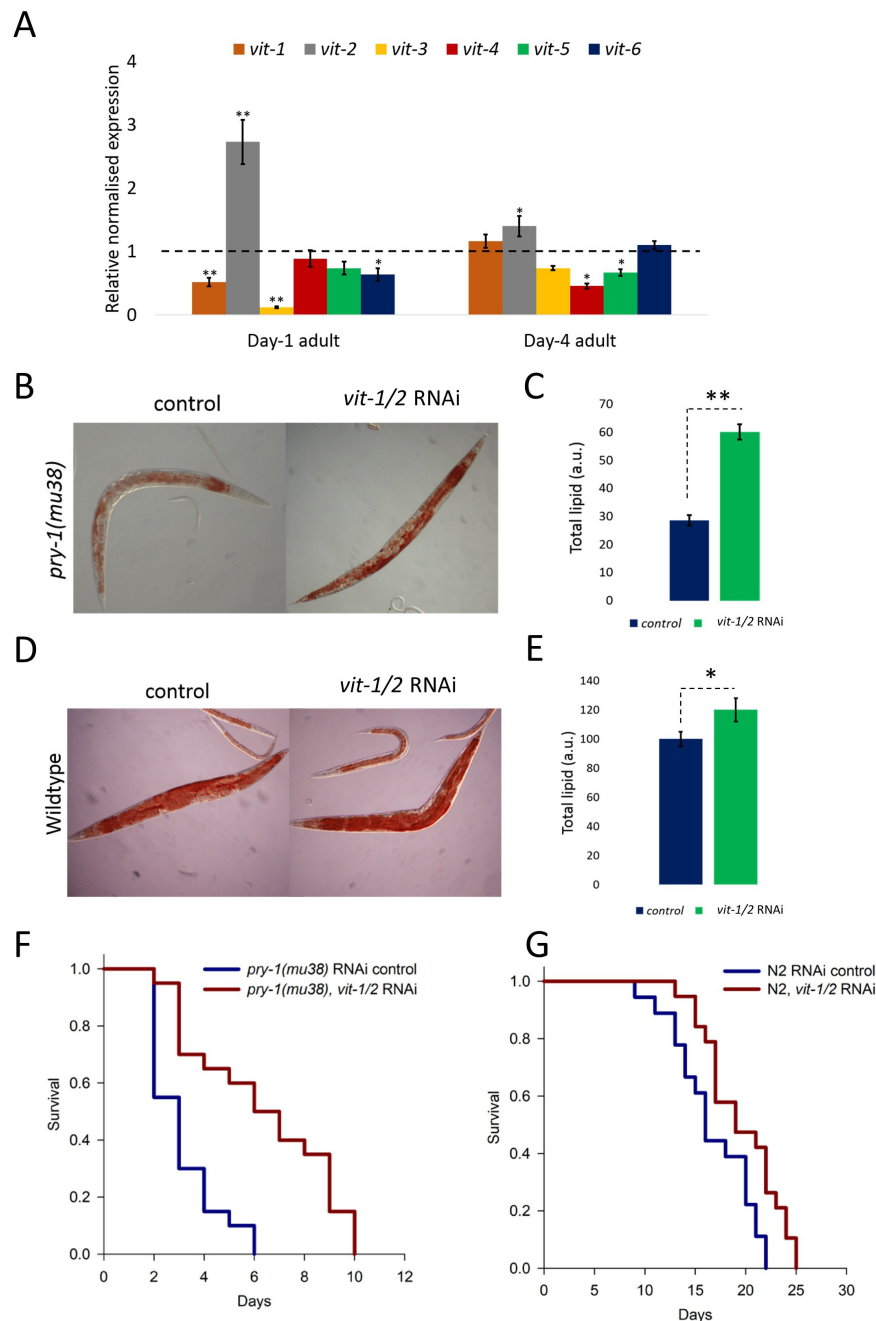 A
vit-1 vit-2 vit-3 vit-4 vit-5 vit-6
Relative normalised expression
4
3
2
1
0
**
**
**
*
*
*
*
Day-1 adult
Day-4 adult
B
control
vit-1/2 RNAi
pry-1(mu38)
C
**
Total lipid (a.u.)
70
60
50
40
30
20
10
0
control vit-1/2 RNAi
D
control
vit-1/2 RNAi
Wildtype
E
*
Total lipid (a.u.)
140
120
100
80
60
40
20
0
control vit-1/2 RNAi
F
pry-1(mu38) RNAi control
pry-1(mu38), vit-1/2 RNAi
Survival
1.0
0.8
0.6
0.4
0.2
0.0
0 2 4 6 8 10 12
Days
G
N2 RNAi control
N2, vit-1/2 RNAi
Survival
1.0
0.8
0.6
0.4
0.2
0.0
0 5 10 15 20 25 30
Days